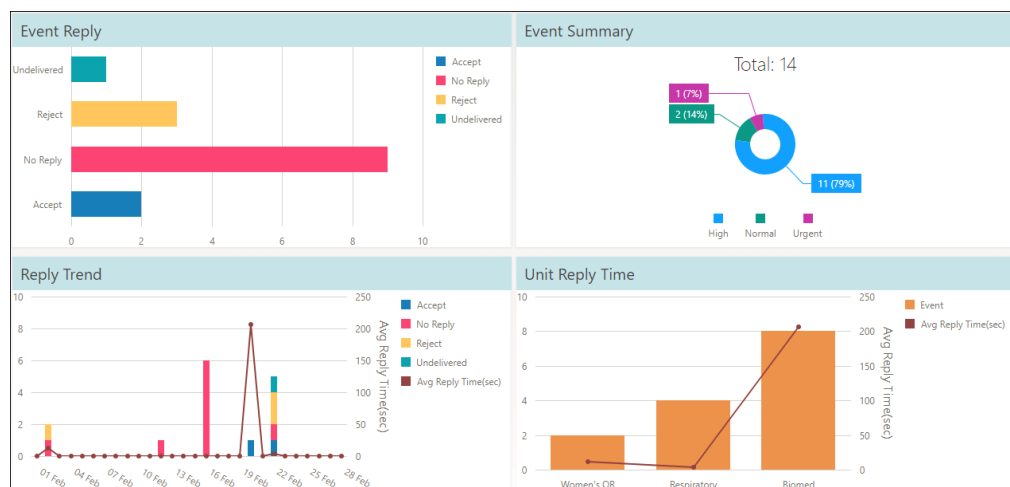 Event Reply
Undelivered
Reject
No Reply
Accept
0 2 4 6 8 10
Accept
No Reply
Reject
Undelivered
Event Summary
Total: 14
1 (7%)
2 (14%)
11 (79%)
High Normal Urgent
Reply Trend
10
8
6
4
2
0
250
200
150
100
50
0
Avg Reply Time(sec)
01 Feb 04 Feb 07 Feb 10 Feb 13 Feb 16 Feb 19 Feb 22 Feb 25 Feb 28 Feb
Accept
No Reply
Reject
Undelivered
Avg Reply Time(sec)
Unit Reply Time
10
8
6
4
2
0
250
200
150
100
50
0
Avg Reply Time(sec)
Women's OR Respiratory Biomed
Event
Avg Reply Time(sec)